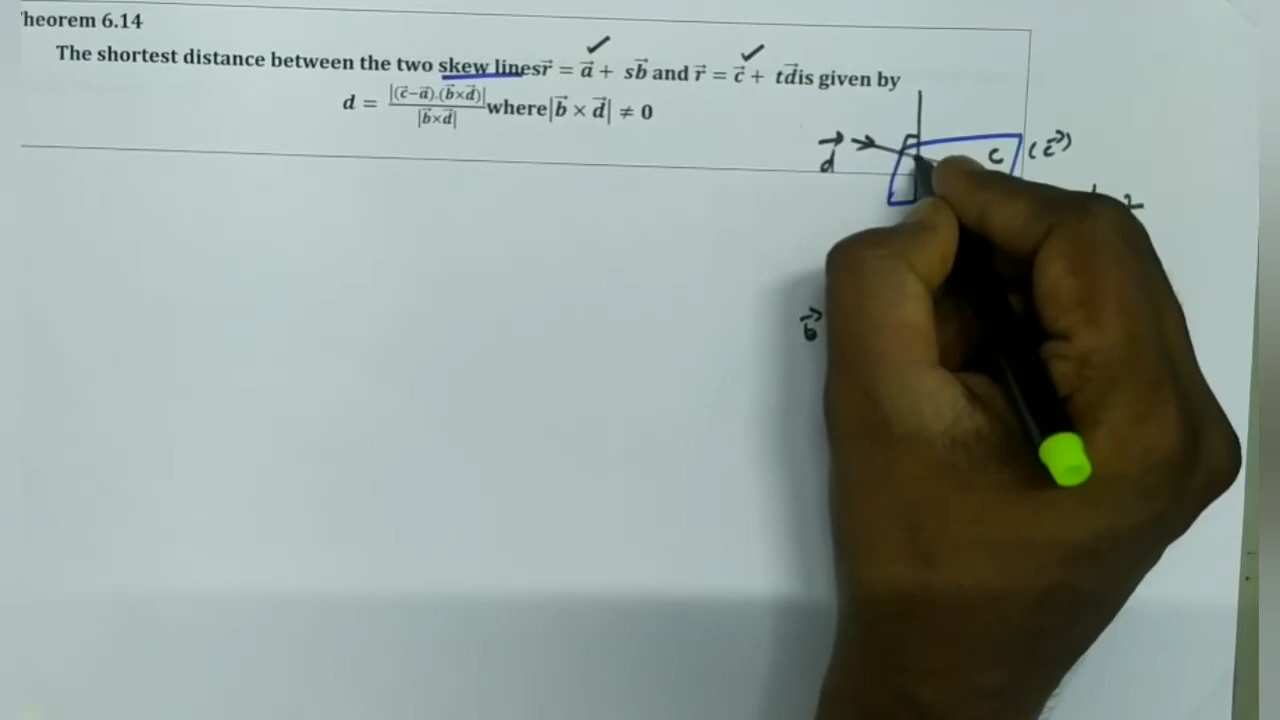 heorem 6.14
The shortest distance between the two skew lines r⃗ = a⃗ + sb⃗ and r⃗ = c⃗ + td⃗ is given by
d = |(c⃗−a⃗).(b⃗×d⃗)| / |b⃗×d⃗| where |b⃗ × d⃗| ≠ 0
d⃗ C (c⃗)
b⃗